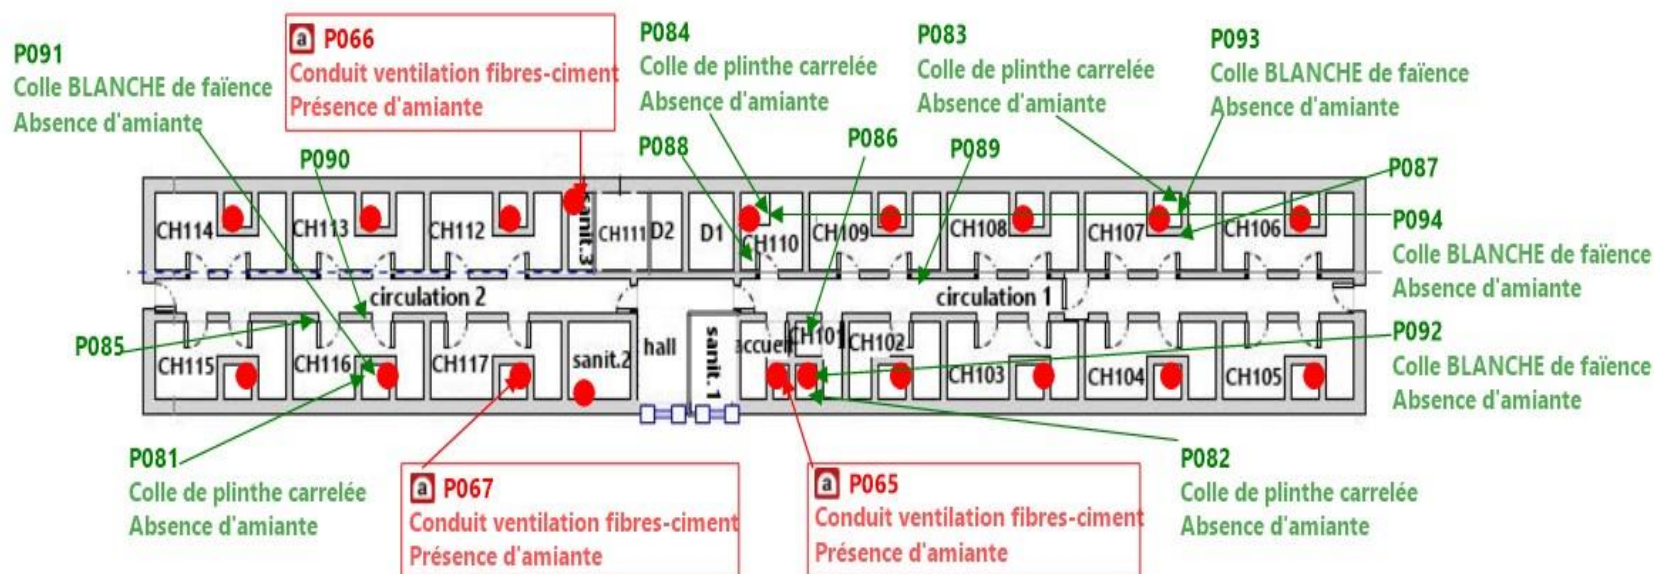 P091
Colle BLANCHE de faïence
Absence d'amiante
a P066
Conduit ventilation fibres-ciment
Présence d'amiante
P084
Colle de plinthe carrelée
Absence d'amiante
P083
Colle de plinthe carrelée
Absence d'amiante
P093
Colle BLANCHE de faïence
Absence d'amiante
P090
P088
P086
P089
P087
P094
Colle BLANCHE de faïence
Absence d'amiante
CH114
CH113
CH112
sanit.3
CH111
D2
D1
CH110
CH109
CH108
CH107
CH106
circulation 2
circulation 1
P085
CH115
CH116
CH117
sanit.2
hall
sanit.1
accueil
CH101
CH102
CH103
CH104
CH105
P092
Colle BLANCHE de faïence
Absence d'amiante
P081
Colle de plinthe carrelée
Absence d'amiante
a P067
Conduit ventilation fibres-ciment
Présence d'amiante
a P065
Conduit ventilation fibres-ciment
Présence d'amiante
P082
Colle de plinthe carrelée
Absence d'amiante